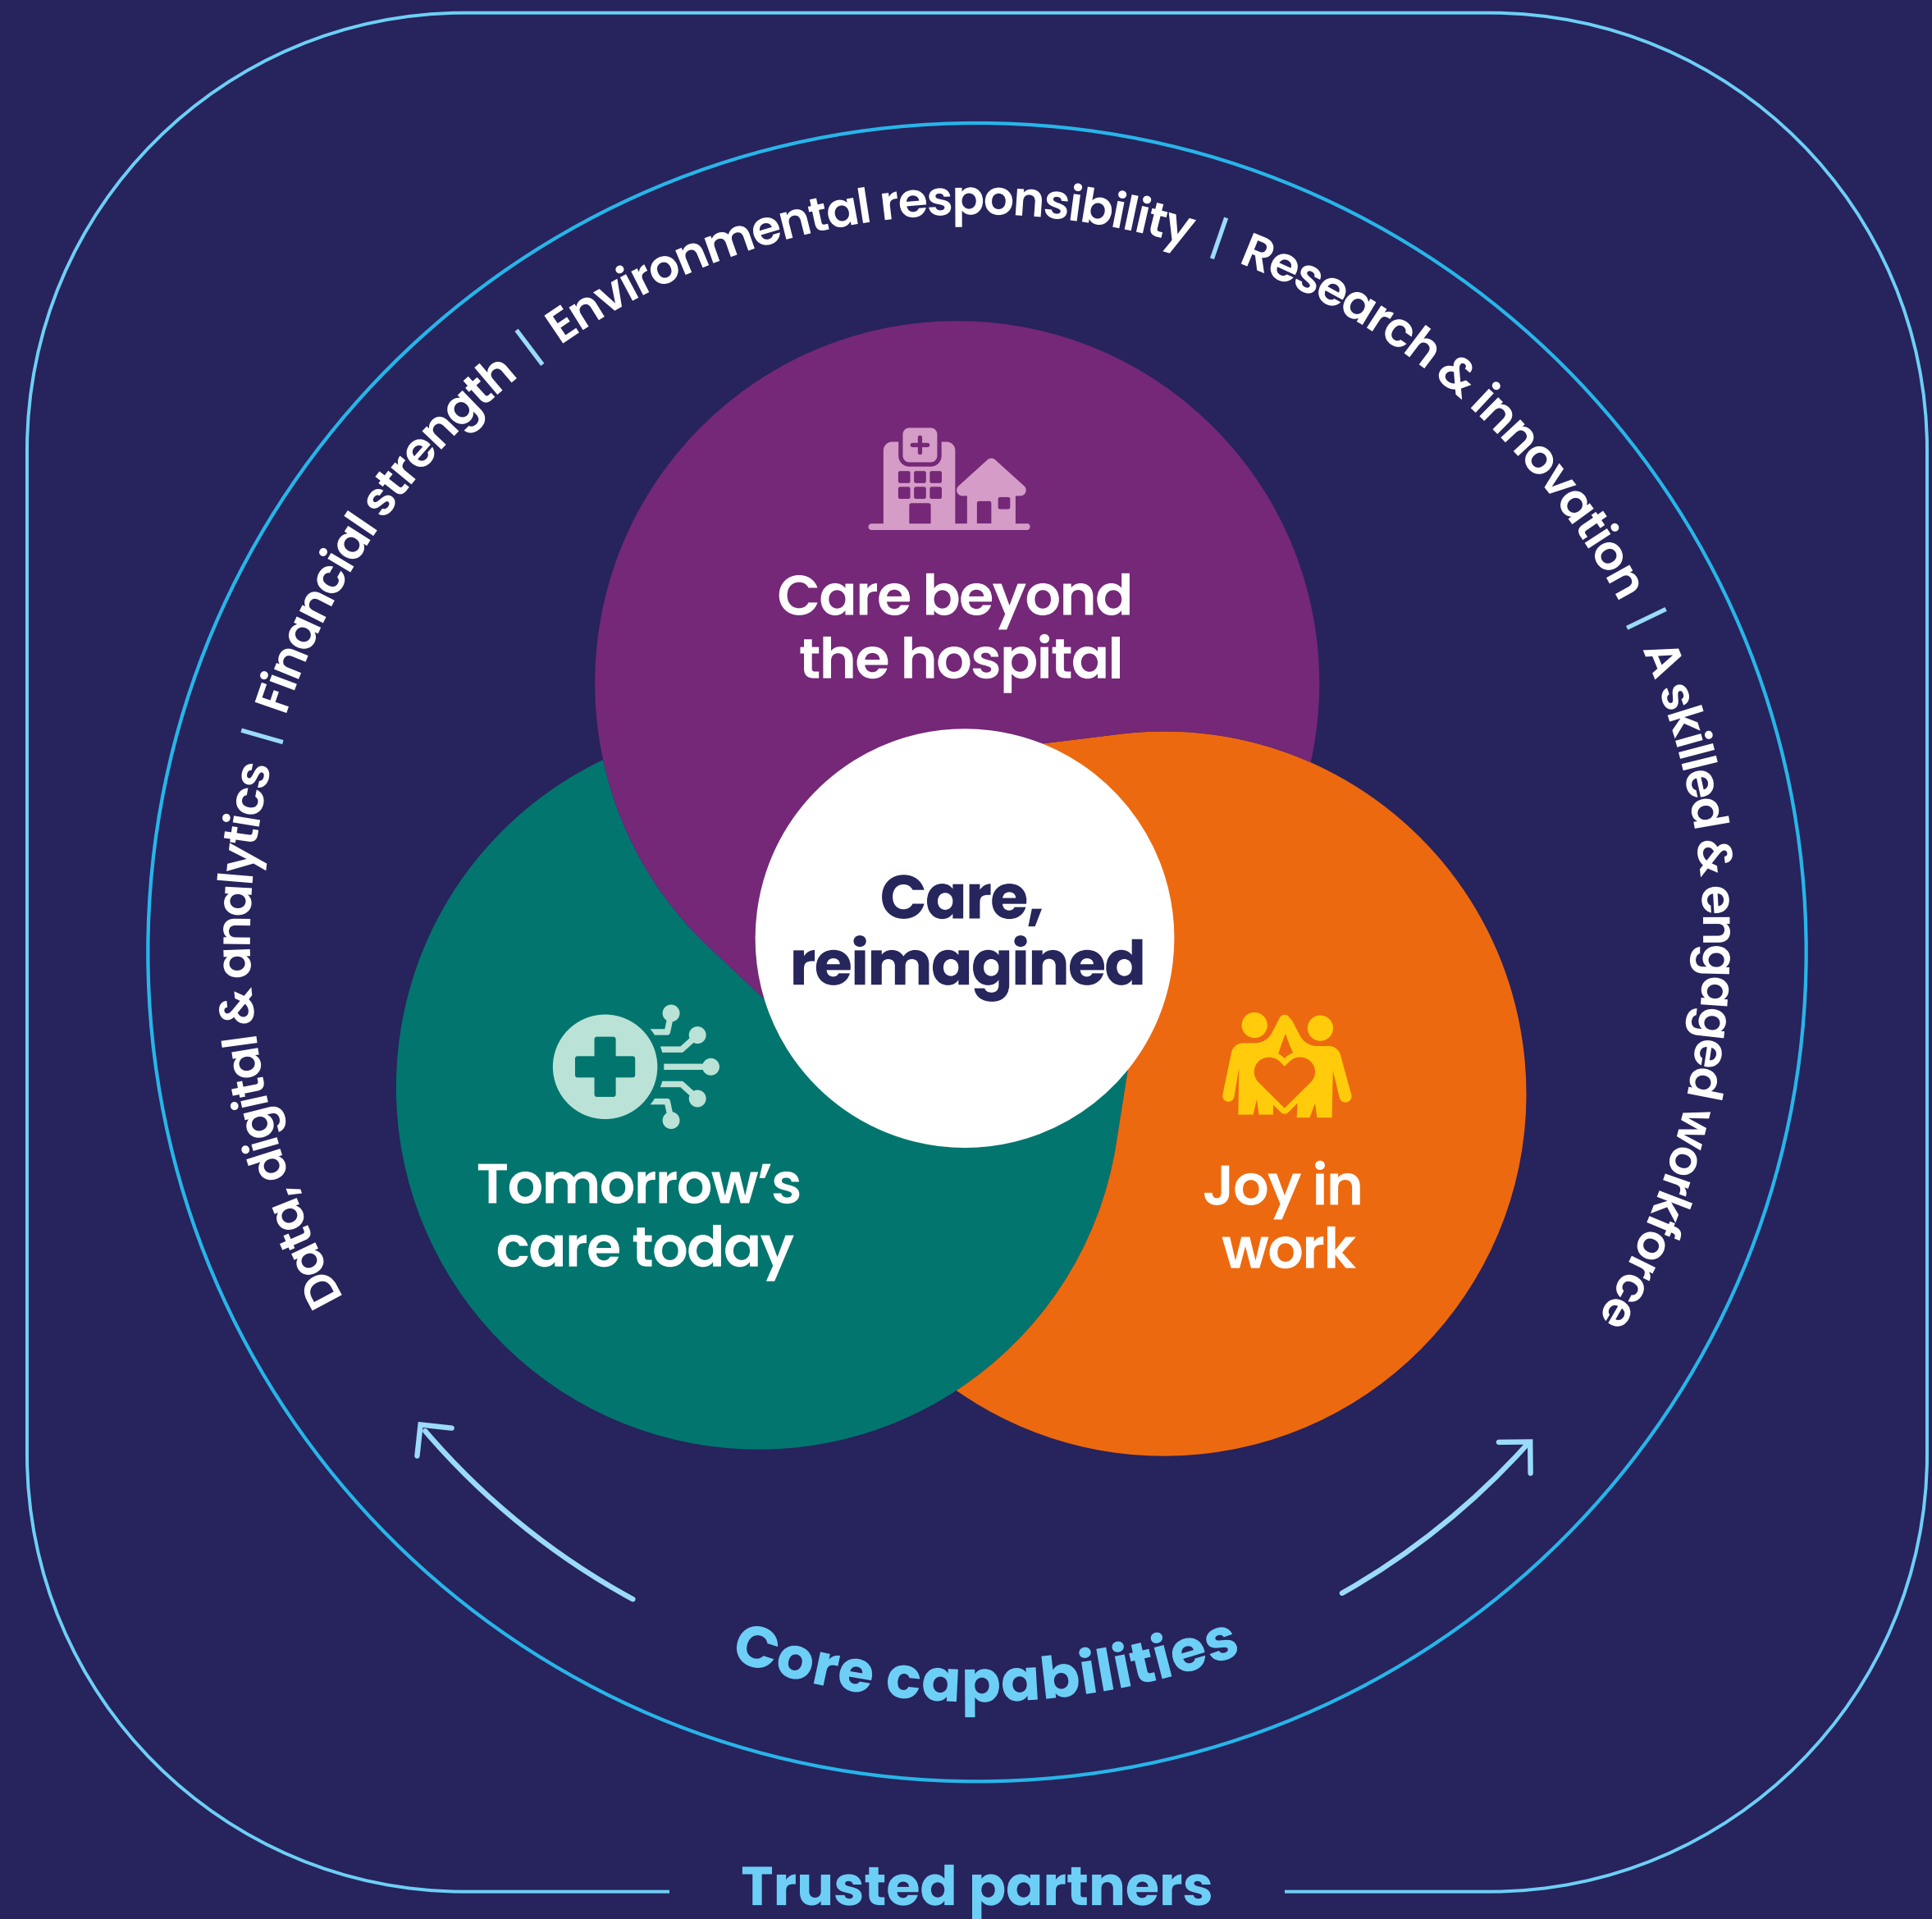 Data, digital & analytics | Financial strength | Environmental responsibility | Research & innovation | A skilled & engaged workforce
Care beyond
the hospital
Care,
reimagined
Tomorrow's
care today
Joy in
work
Core capabilities
Trusted partners